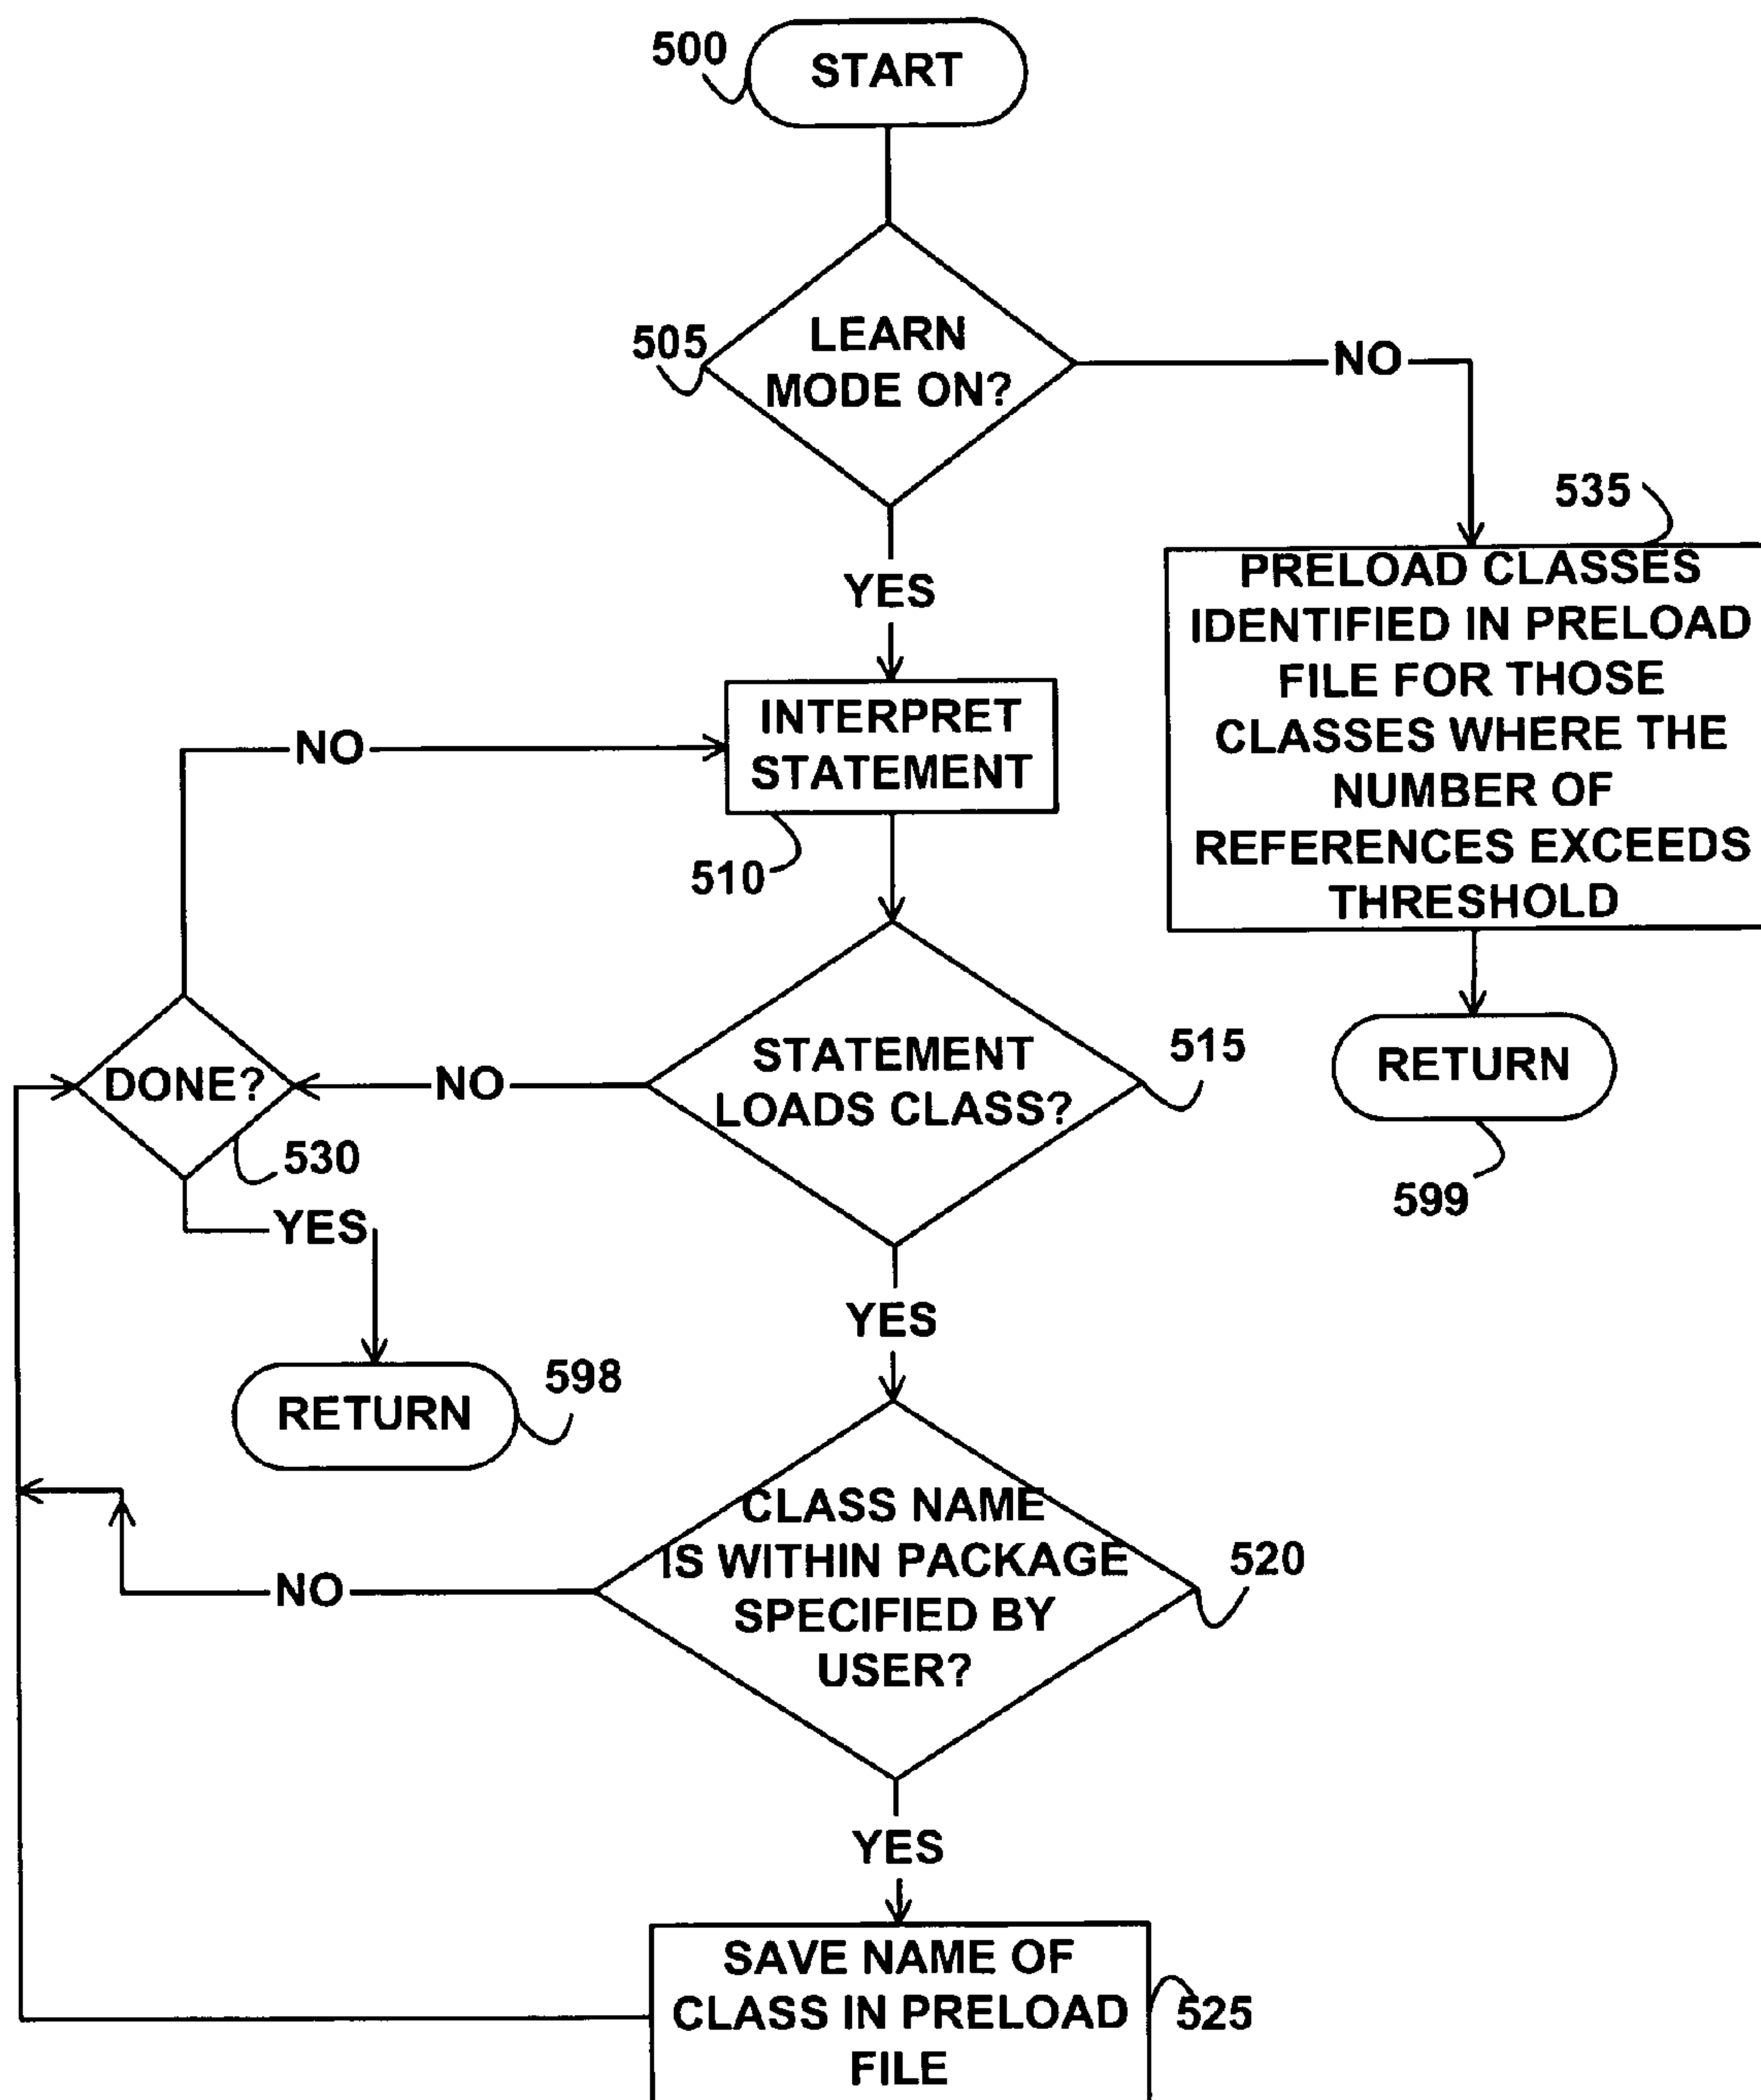 500
START
505
LEARN
MODE ON?
NO
YES
535
PRELOAD CLASSES
IDENTIFIED IN PRELOAD
FILE FOR THOSE
CLASSES WHERE THE
NUMBER OF
REFERENCES EXCEEDS
THRESHOLD
INTERPRET
STATEMENT
NO
510
STATEMENT
LOADS CLASS?
515
RETURN
599
DONE?
NO
530
YES
YES
RETURN
598
CLASS NAME
IS WITHIN PACKAGE
SPECIFIED BY
USER?
520
NO
YES
SAVE NAME OF
CLASS IN PRELOAD
FILE
525